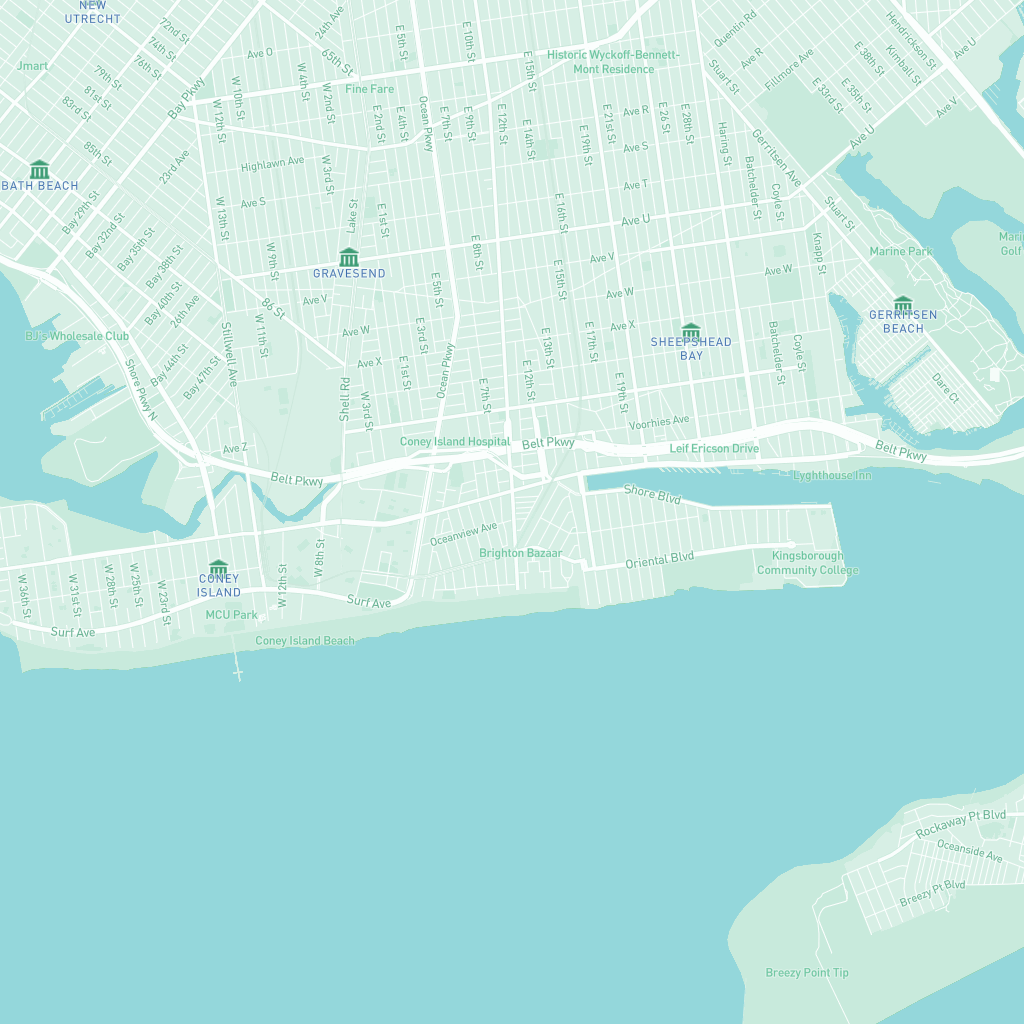 NEW
UTRECHT
72nd St
74th St
76th St
24th Ave
65th St
Ave O
E 5th St
E 10th St
E 15th St
Historic Wyckoff-Bennett-
Mont Residence
Quentin Rd
Ave R
Stuart St
Fillmore Ave
E 33rd St
E 35th St
E 38th St
Kimball St
Hendrickson St
Ave U
Ave V
Jmart
79th St
81st St
83rd St
85th St
Bay Pkwy
W 10th St
W 12th St
W 4th St
W 2nd St
Fine Fare
E 2nd St
E 4th St
Ocean Pkwy
E 7th St
E 9th St
E 12th St
E 14th St
E 19th St
E 21st St
Ave R
E 26 St
E 28th St
Haring St
Gerritsen Ave
Ave U
BATH BEACH
23rd Ave
Highlawn Ave
W 3rd St
Ave S
Batchelder St
Coyle St
Bay 29th St
Bay 32nd St
Bay 35th St
Bay 38th St
Bay 40th St
26th Ave
W 13th St
Ave S
Lake St
E 1st St
E 8th St
E 16th St
Ave T
Ave U
Stuart St
Knapp St
Marine Park
GRAVESEND
W 9th St
E 5th St
E 15th St
Ave V
Ave W
Ave W
86 St
Ave V
BJ's Wholesale Club
Bay 44th St
Bay 47th St
Stillwell Ave
W 11th St
Ave W
Ave X
E 3rd St
E 1st St
Ocean Pkwy
E 7th St
E 12th St
E 13th St
E 17th St
E 19th St
Ave X
SHEEPSHEAD
BAY
Batchelder St
Coyle St
GERRITSEN
BEACH
Dare Ct
Shore Pkwy N
Shell Rd
W 3rd St
Ave Z
Belt Pkwy
Coney Island Hospital
Belt Pkwy
Voorhies Ave
Leif Ericson Drive
Belt Pkwy
Lyghthouse Inn
Shore Blvd
Oceanview Ave
Brighton Bazaar
Oriental Blvd
Kingsborough
Community College
W 36th St
W 31st St
W 28th St
W 25th St
W 23rd St
CONEY
ISLAND
W 12th St
W 8th St
Surf Ave
Surf Ave
MCU Park
Coney Island Beach
Rockaway Pt Blvd
Oceanside Ave
Breezy Pt Blvd
Breezy Point Tip